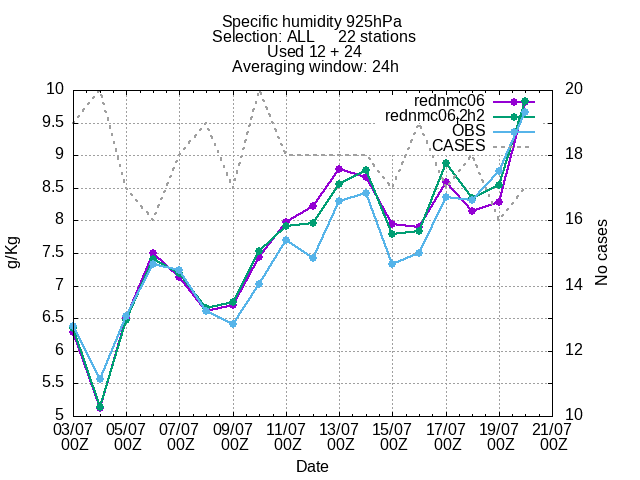 Specific humidity 925hPa
Selection: ALL 22 stations
Used 12 + 24
Averaging window: 24h
rednmc06
rednmc06,2h2
OBS
CASES
10
9.5
9
8.5
8
7.5
7
6.5
6
5.5
5
20
18
16
14
12
10
g/Kg
No cases
03/07 05/07 07/07 09/07 11/07 13/07 15/07 17/07 19/07 21/07
00Z 00Z 00Z 00Z 00Z 00Z 00Z 00Z 00Z 00Z
Date